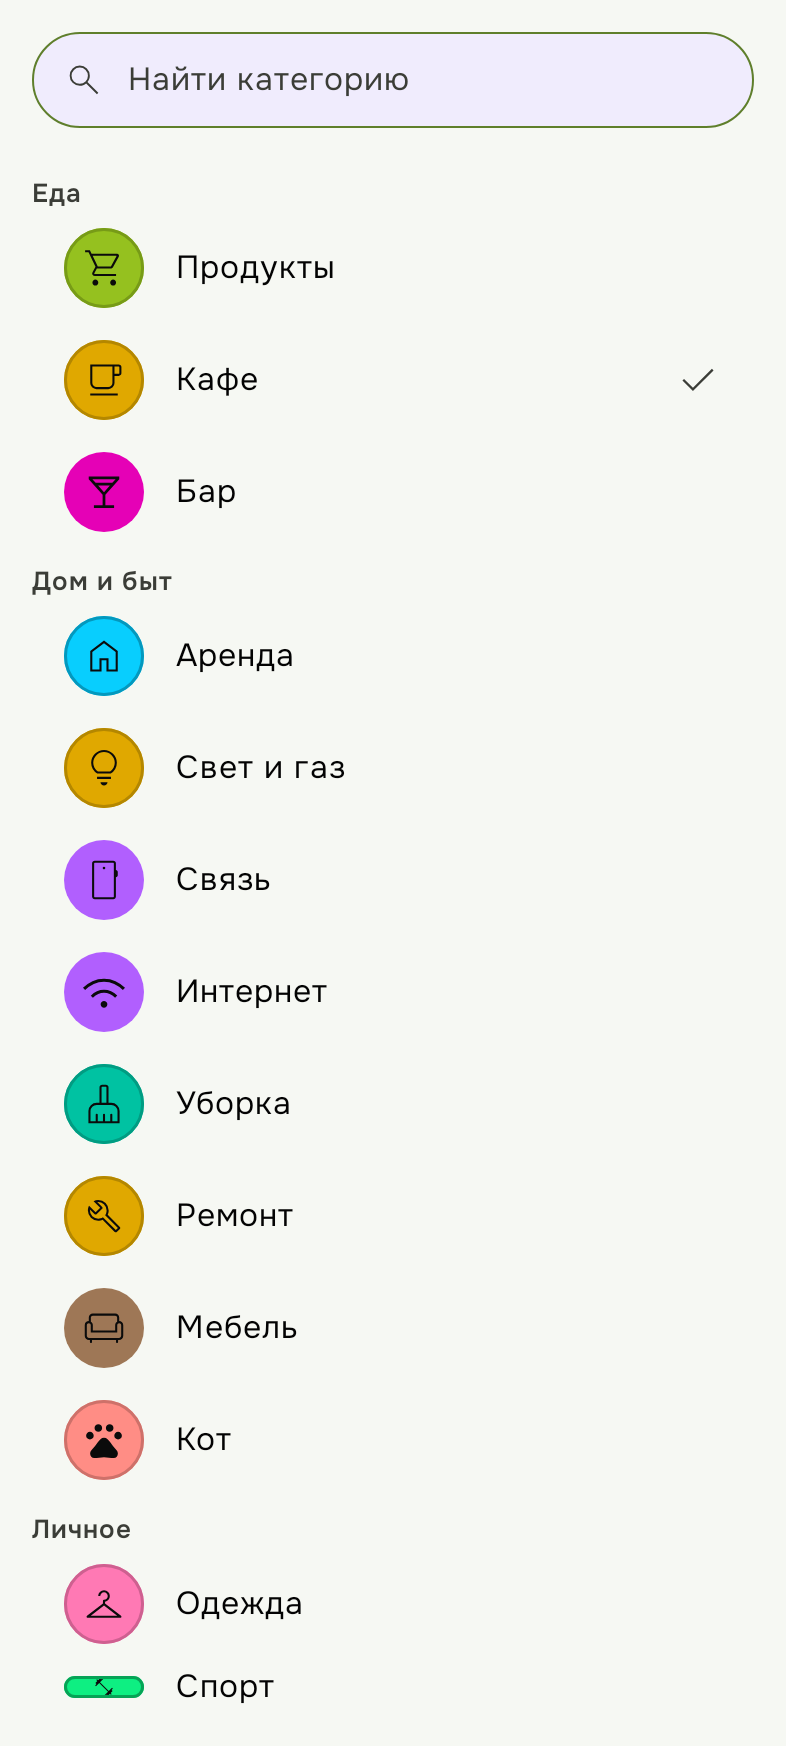 Найти категорию
Еда
Продукты
Кафе
Бар
Дом и быт
Аренда
Свет и газ
Связь
Интернет
Уборка
Ремонт
Мебель
Кот
Личное
Одежда
Спорт